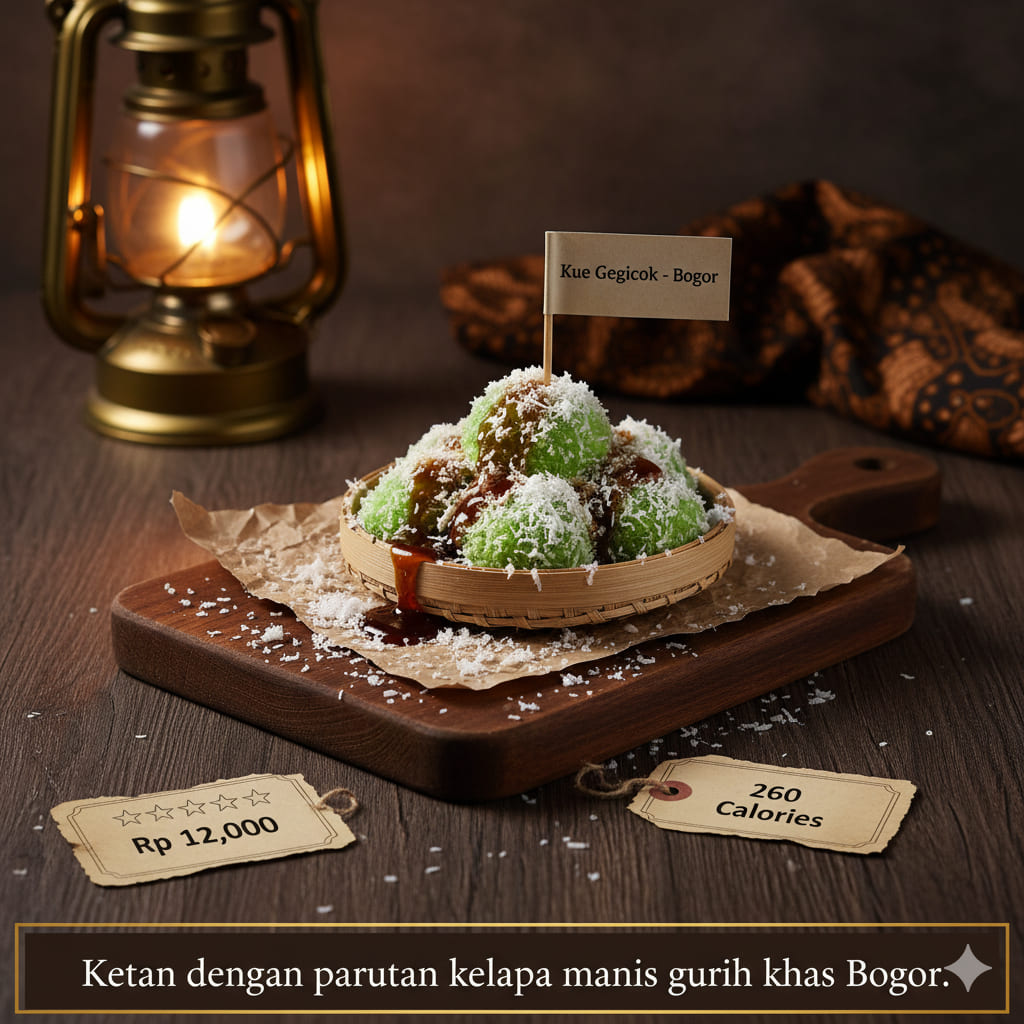 Kue Gegicok - Bogor
Rp 12,000
260
Calories
Ketan dengan parutan kelapa manis gurih khas Bogor.